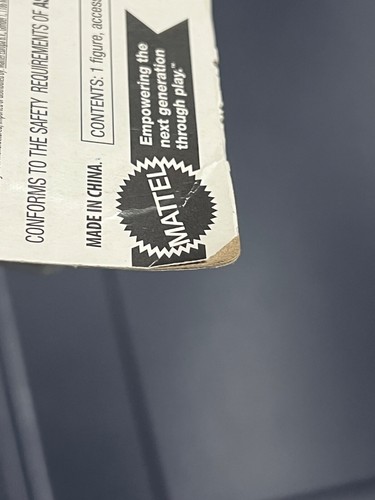 CONFORMS TO THE SAFETY REQUIREMENTS OF
MADE IN CHINA.
CONTENTS: 1 figure,
MATTEL
Empowering the
next generation
through play.™